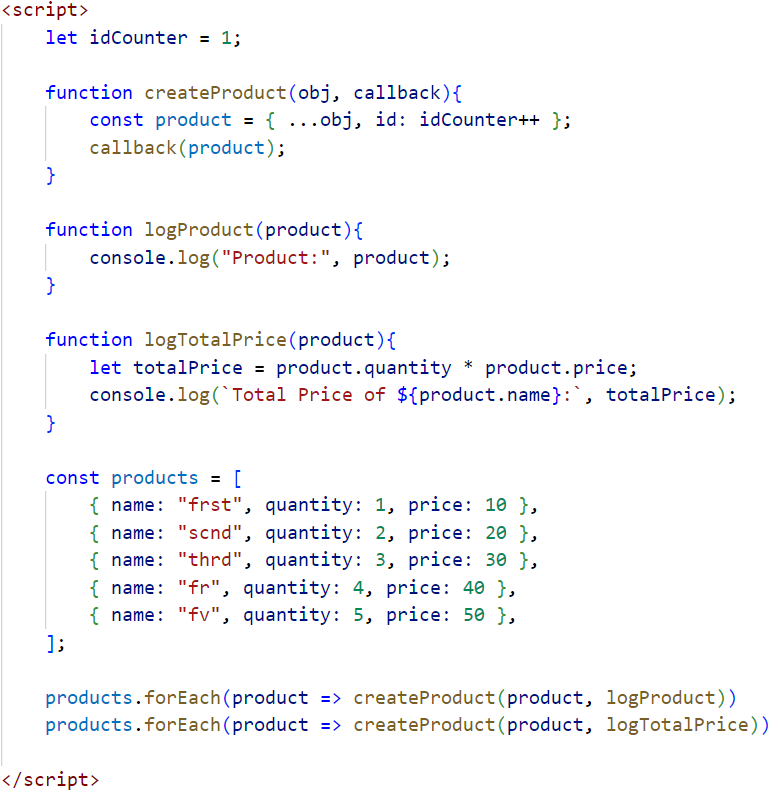 <script>
let idCounter = 1;
function createProduct(obj, callback){
const product = { ...obj, id: idCounter++ };
callback(product);
}
function logProduct(product){
console.log("Product:", product);
}
function logTotalPrice(product){
let totalPrice = product.quantity * product.price;
console.log(`Total Price of ${product.name}:`, totalPrice);
}
const products = [
{ name: "frst", quantity: 1, price: 10 },
{ name: "scnd", quantity: 2, price: 20 },
{ name: "thrd", quantity: 3, price: 30 },
{ name: "fr", quantity: 4, price: 40 },
{ name: "fv", quantity: 5, price: 50 },
];
products.forEach(product => createProduct(product, logProduct))
products.forEach(product => createProduct(product, logTotalPrice))
</script>